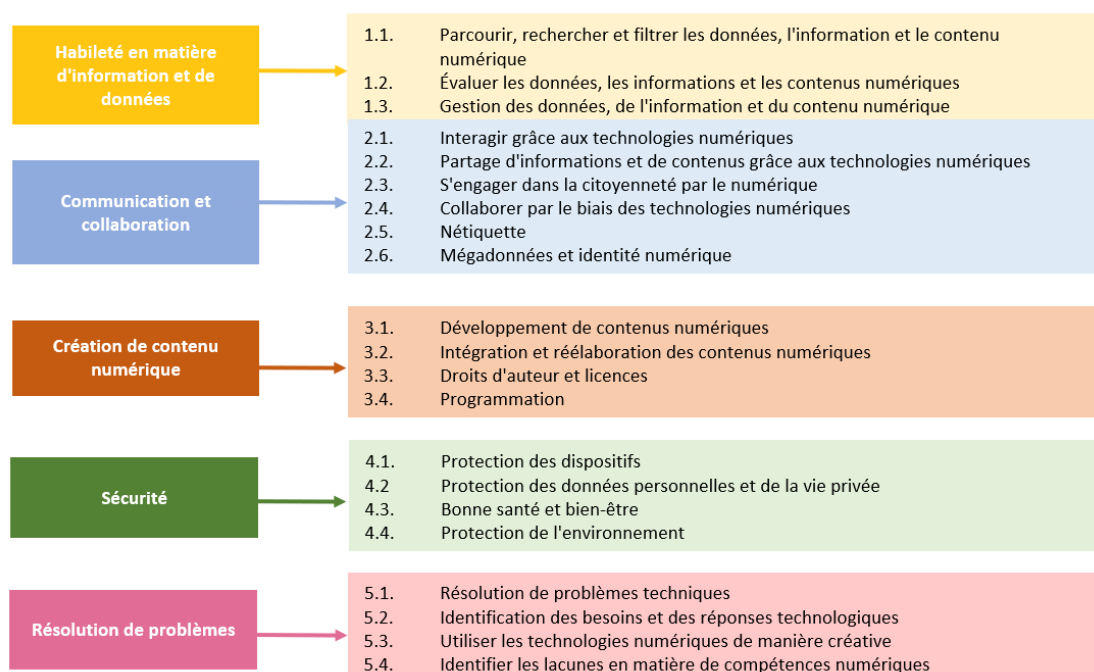 Habileté en matière
d'information et de
données
1.1. Parcourir, rechercher et filtrer les données, l'information et le contenu
numérique
1.2. Évaluer les données, les informations et les contenus numériques
1.3. Gestion des données, de l'information et du contenu numérique
Communication et
collaboration
2.1. Interagir grâce aux technologies numériques
2.2. Partage d'informations et de contenus grâce aux technologies numériques
2.3. S'engager dans la citoyenneté par le numérique
2.4. Collaborer par le biais des technologies numériques
2.5. Nétiquette
2.6. Mégadonnées et identité numérique
Création de contenu
numérique
3.1. Développement de contenus numériques
3.2. Intégration et réélaboration des contenus numériques
3.3. Droits d'auteur et licences
3.4. Programmation
Sécurité
4.1. Protection des dispositifs
4.2 Protection des données personnelles et de la vie privée
4.3. Bonne santé et bien-être
4.4. Protection de l'environnement
Résolution de problèmes
5.1. Résolution de problèmes techniques
5.2. Identification des besoins et des réponses technologiques
5.3. Utiliser les technologies numériques de manière créative
5.4. Identifier les lacunes en matière de compétences numériques